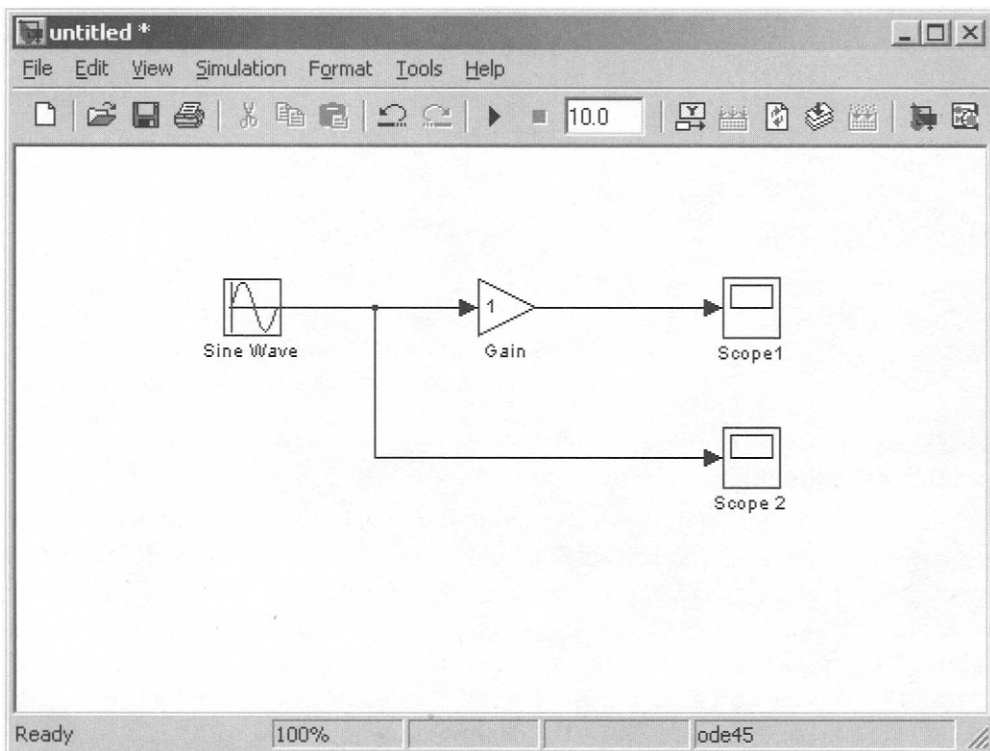 untitled *
File Edit View Simulation Format Tools Help
10.0
Sine Wave
1
Gain
Scope1
Scope 2
Ready 100% ode45